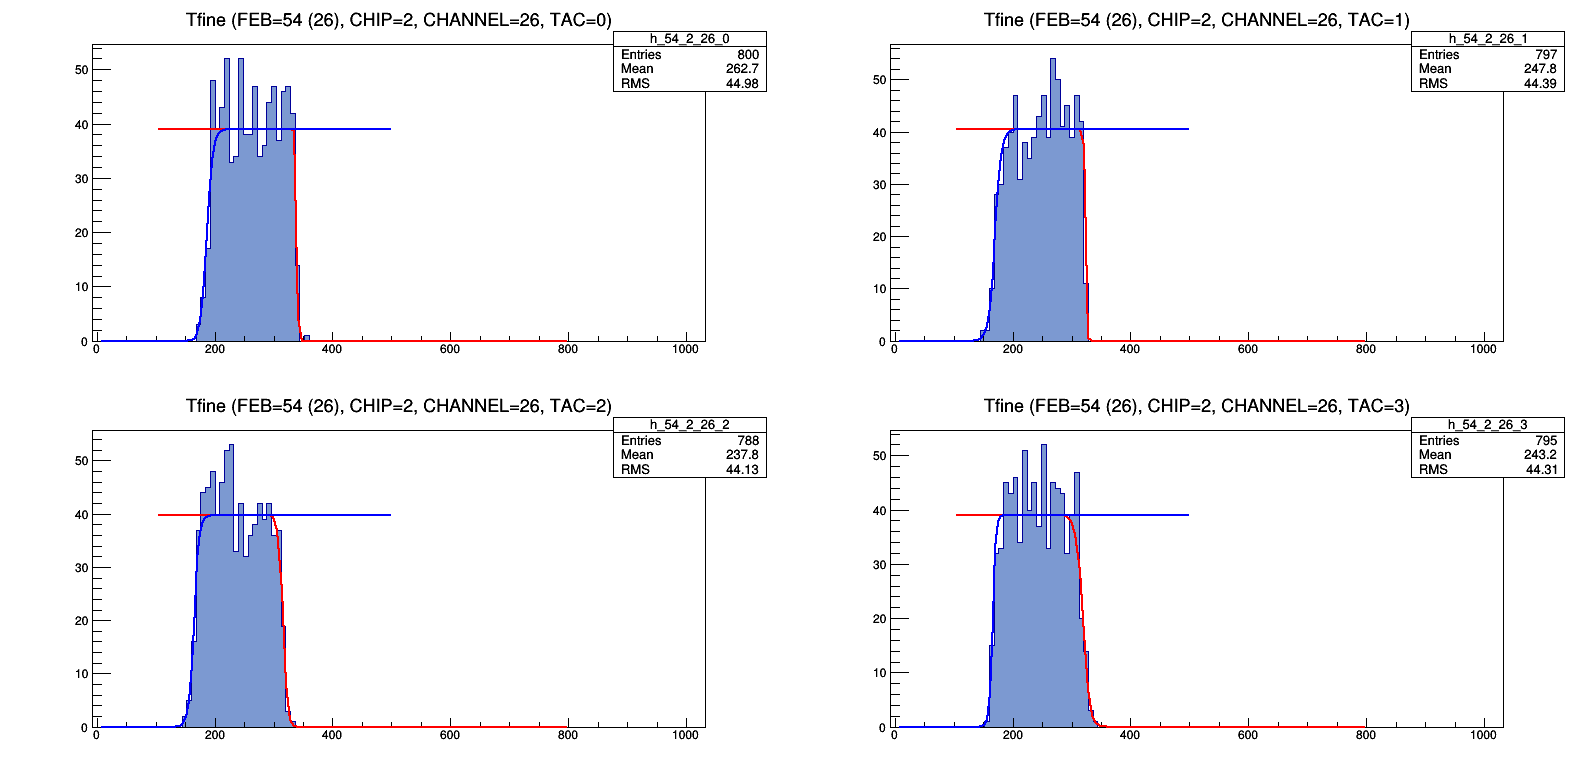 Tfine (FEB=54 (26), CHIP=2, CHANNEL=26, TAC=0)
h_54_2_26_0
Entries 800
Mean 262.7
RMS 44.98
50
40
30
20
10
0
0 200 400 600 800 1000
Tfine (FEB=54 (26), CHIP=2, CHANNEL=26, TAC=1)
h_54_2_26_1
Entries 797
Mean 247.8
RMS 44.39
50
40
30
20
10
0
0 200 400 600 800 1000
Tfine (FEB=54 (26), CHIP=2, CHANNEL=26, TAC=2)
h_54_2_26_2
Entries 788
Mean 237.8
RMS 44.13
50
40
30
20
10
0
0 200 400 600 800 1000
Tfine (FEB=54 (26), CHIP=2, CHANNEL=26, TAC=3)
h_54_2_26_3
Entries 795
Mean 243.2
RMS 44.31
50
40
30
20
10
0
0 200 400 600 800 1000